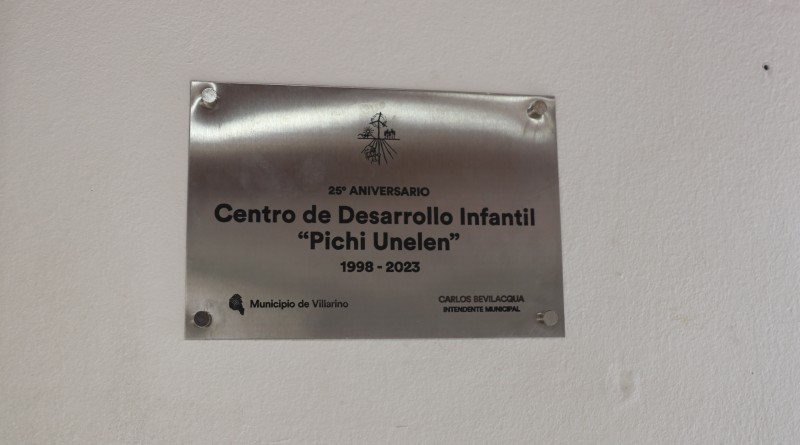 25° ANIVERSARIO
Centro de Desarrollo Infantil
“Pichi Unelen”
1998 - 2023
Municipio de Villarino
CARLOS BEVILACQUA
INTENDENTE MUNICIPAL